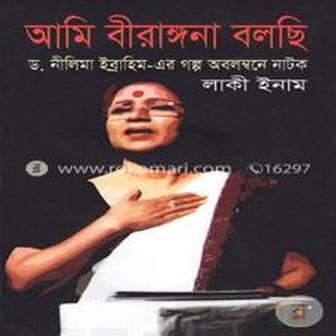 আমি বীরাঙ্গনা বলছি
ড. নীলিমা ইব্রাহিম-এর গল্প অবলম্বনে নাটক
লাকী ইনাম
র www.rokomari.com 16297
র